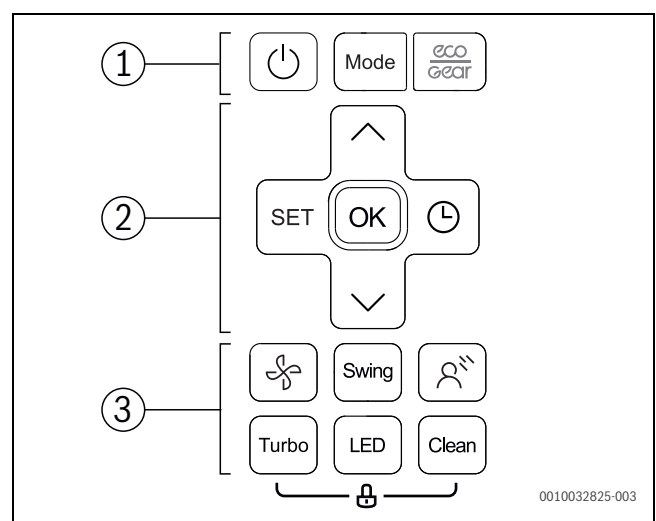 1
Mode
eco
Gear
2
SET
OK
3
Swing
Turbo
LED
Clean
0010032825-003